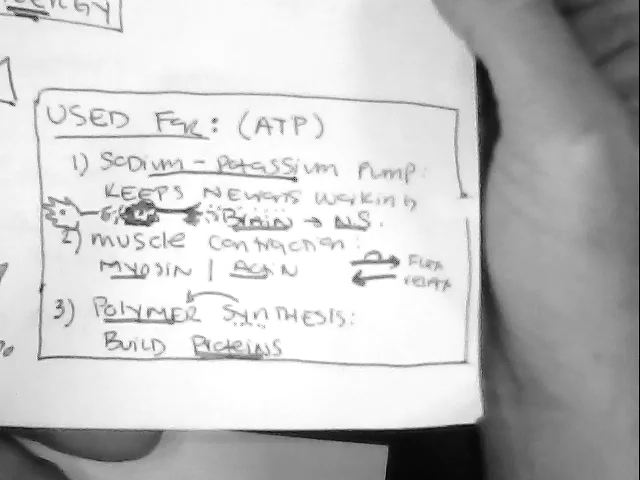 ENERGY
USED FOR: (ATP)
1) Sodium - Potassium Pump:
KEEPS Neurons working
BRAIN → NS.
2) muscle contraction:
MYOSIN | Actin
FLEX
RELAX
3) POLYMER SYNTHESIS:
BUILD Proteins